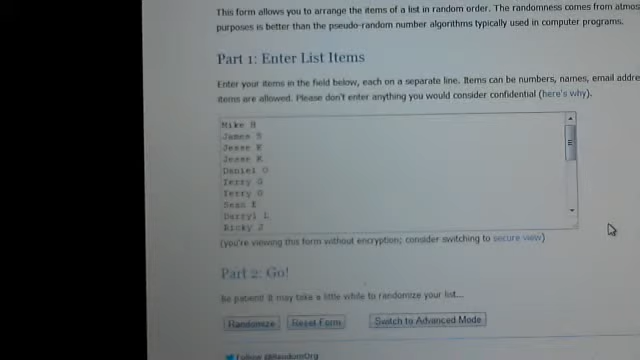 This form allows you to arrange the items of a list in random order. The randomness comes from atmos
purposes is better than the pseudo-random number algorithms typically used in computer programs.
Part 1: Enter List Items
Enter your items in the field below, each on a separate line. Items can be numbers, names, email addre
items are allowed. Please don't enter anything you would consider confidential (here's why).
Mike
James S
Jesse K
Jesse K
Daniel O
Terry G
Terry G
Sean E
Darryl L
Ricky J
(you're viewing this form without encryption; consider switching to secure view)
Part 2: Go!
Be patient! It may take a little while to randomize your list...
Randomize Reset Form Switch to Advanced Mode
Follow @RandomOrg